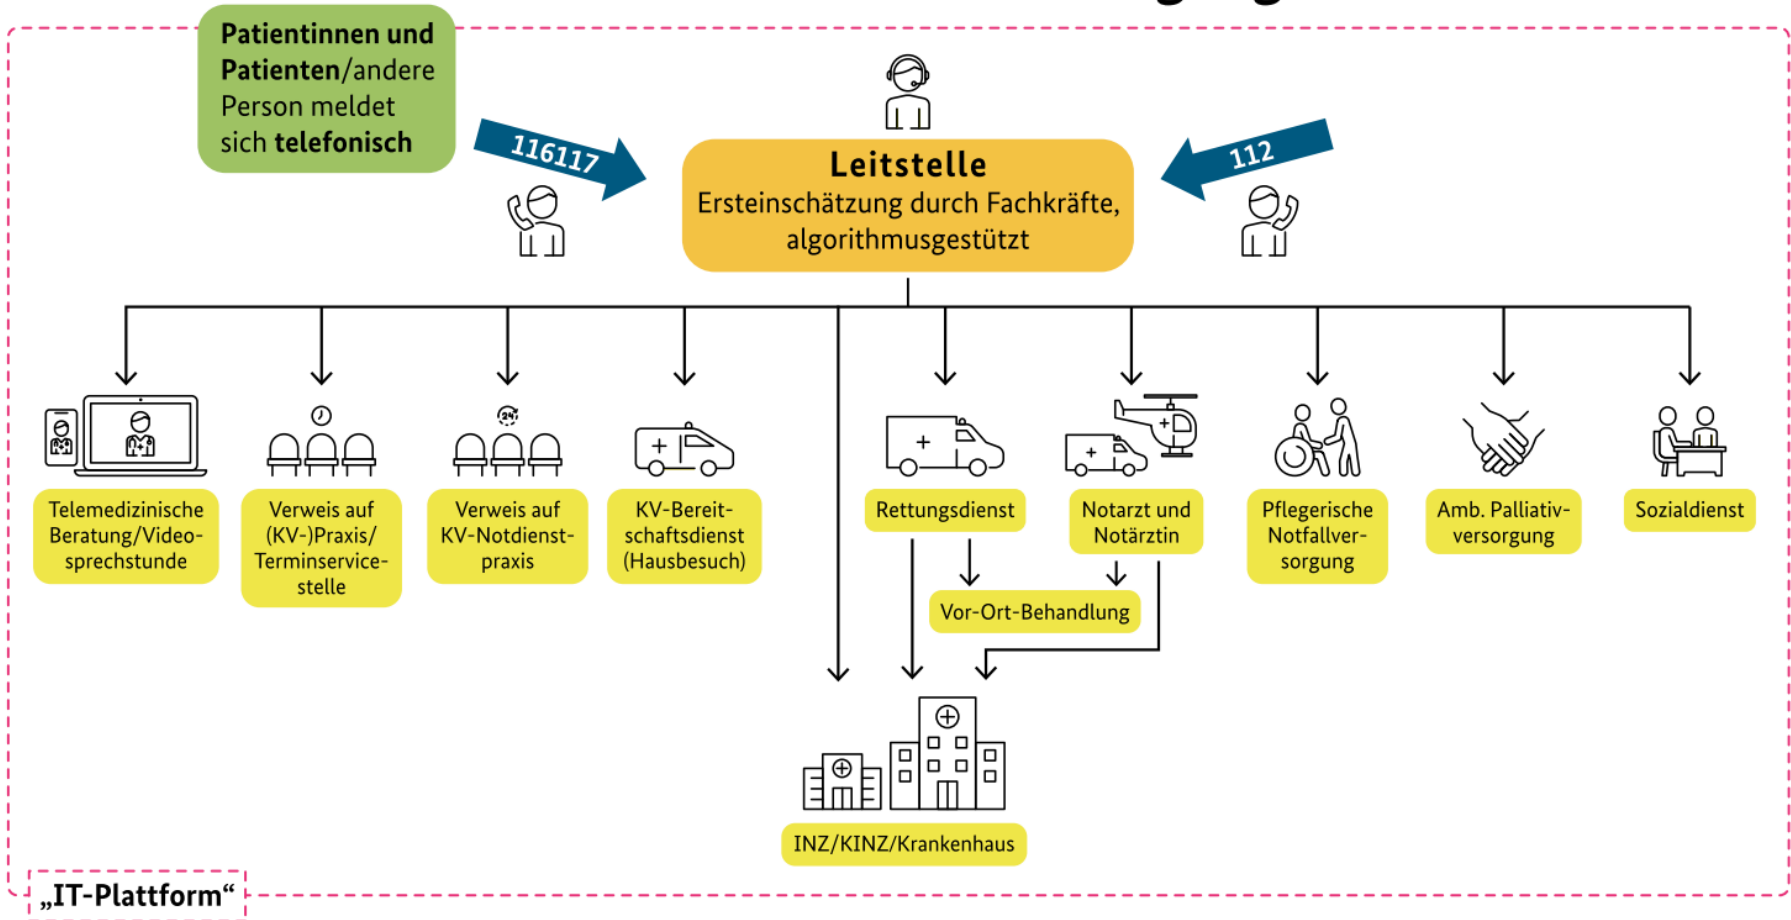 Patientinnen und
Patienten/andere
Person meldet
sich telefonisch
116117
Leitstelle
Ersteinschätzung durch Fachkräfte,
algorithmusgestützt
112
24
Telemedizinische
Beratung/Video-
sprechstunde
Verweis auf
(KV-)Praxis/
Terminservice-
stelle
Verweis auf
KV-Notdienst-
praxis
KV-Bereit-
schaftsdienst
(Hausbesuch)
Rettungsdienst
Notarzt und
Notärztin
Pflegerische
Notfallver-
sorgung
Amb. Palliativ-
versorgung
Sozialdienst
Vor-Ort-Behandlung
INZ/KINZ/Krankenhaus
„IT-Plattform“